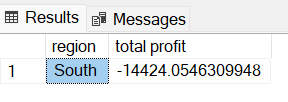 Results Messages
region total profit
1 South -14424.0546309948